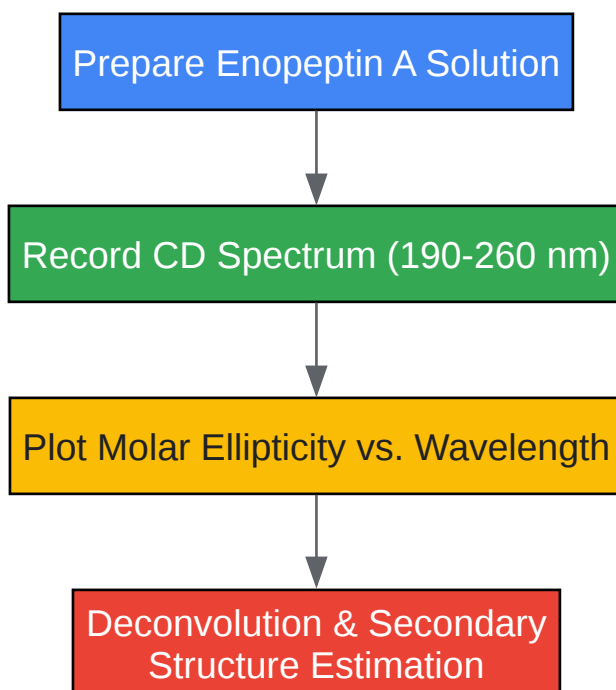 Prepare Enopeptin A Solution
Record CD Spectrum (190-260 nm)
Plot Molar Ellipticity vs. Wavelength
Deconvolution & Secondary
Structure Estimation